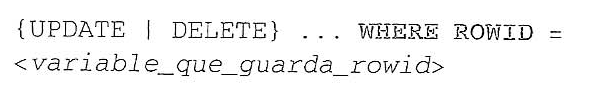 {UPDATE | DELETE} ... WHERE ROWID =
<variable_que_guarda_rowid>